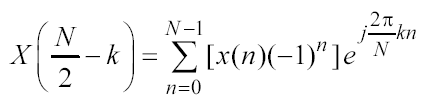 X(N/2 − k) = ∑_{n=0}^{N−1} [x(n)(−1)^n] e^{j(2π/N)kn}